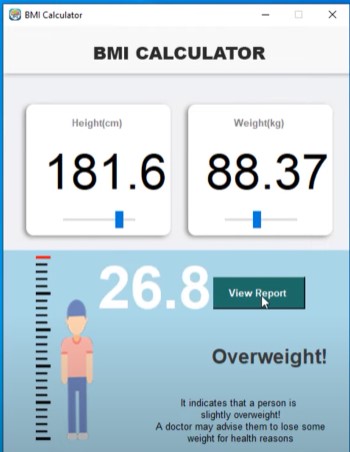 BMI Calculator
BMI CALCULATOR
Height(cm)
Weight(kg)
181.6
88.37
26.8
View Report
Overweight!
It indicates that a person is
slightly overweight!
A doctor may advise them to lose some
weight for health reasons